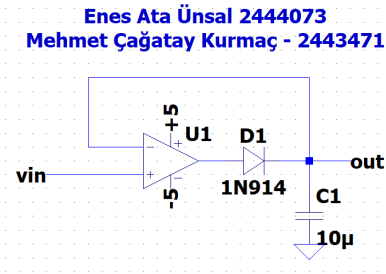 Enes Ata Ünsal 2444073
Mehmet Çağatay Kurmaç - 2443471
+5
U1
D1
vin
out
-5
1N914
C1
10µ